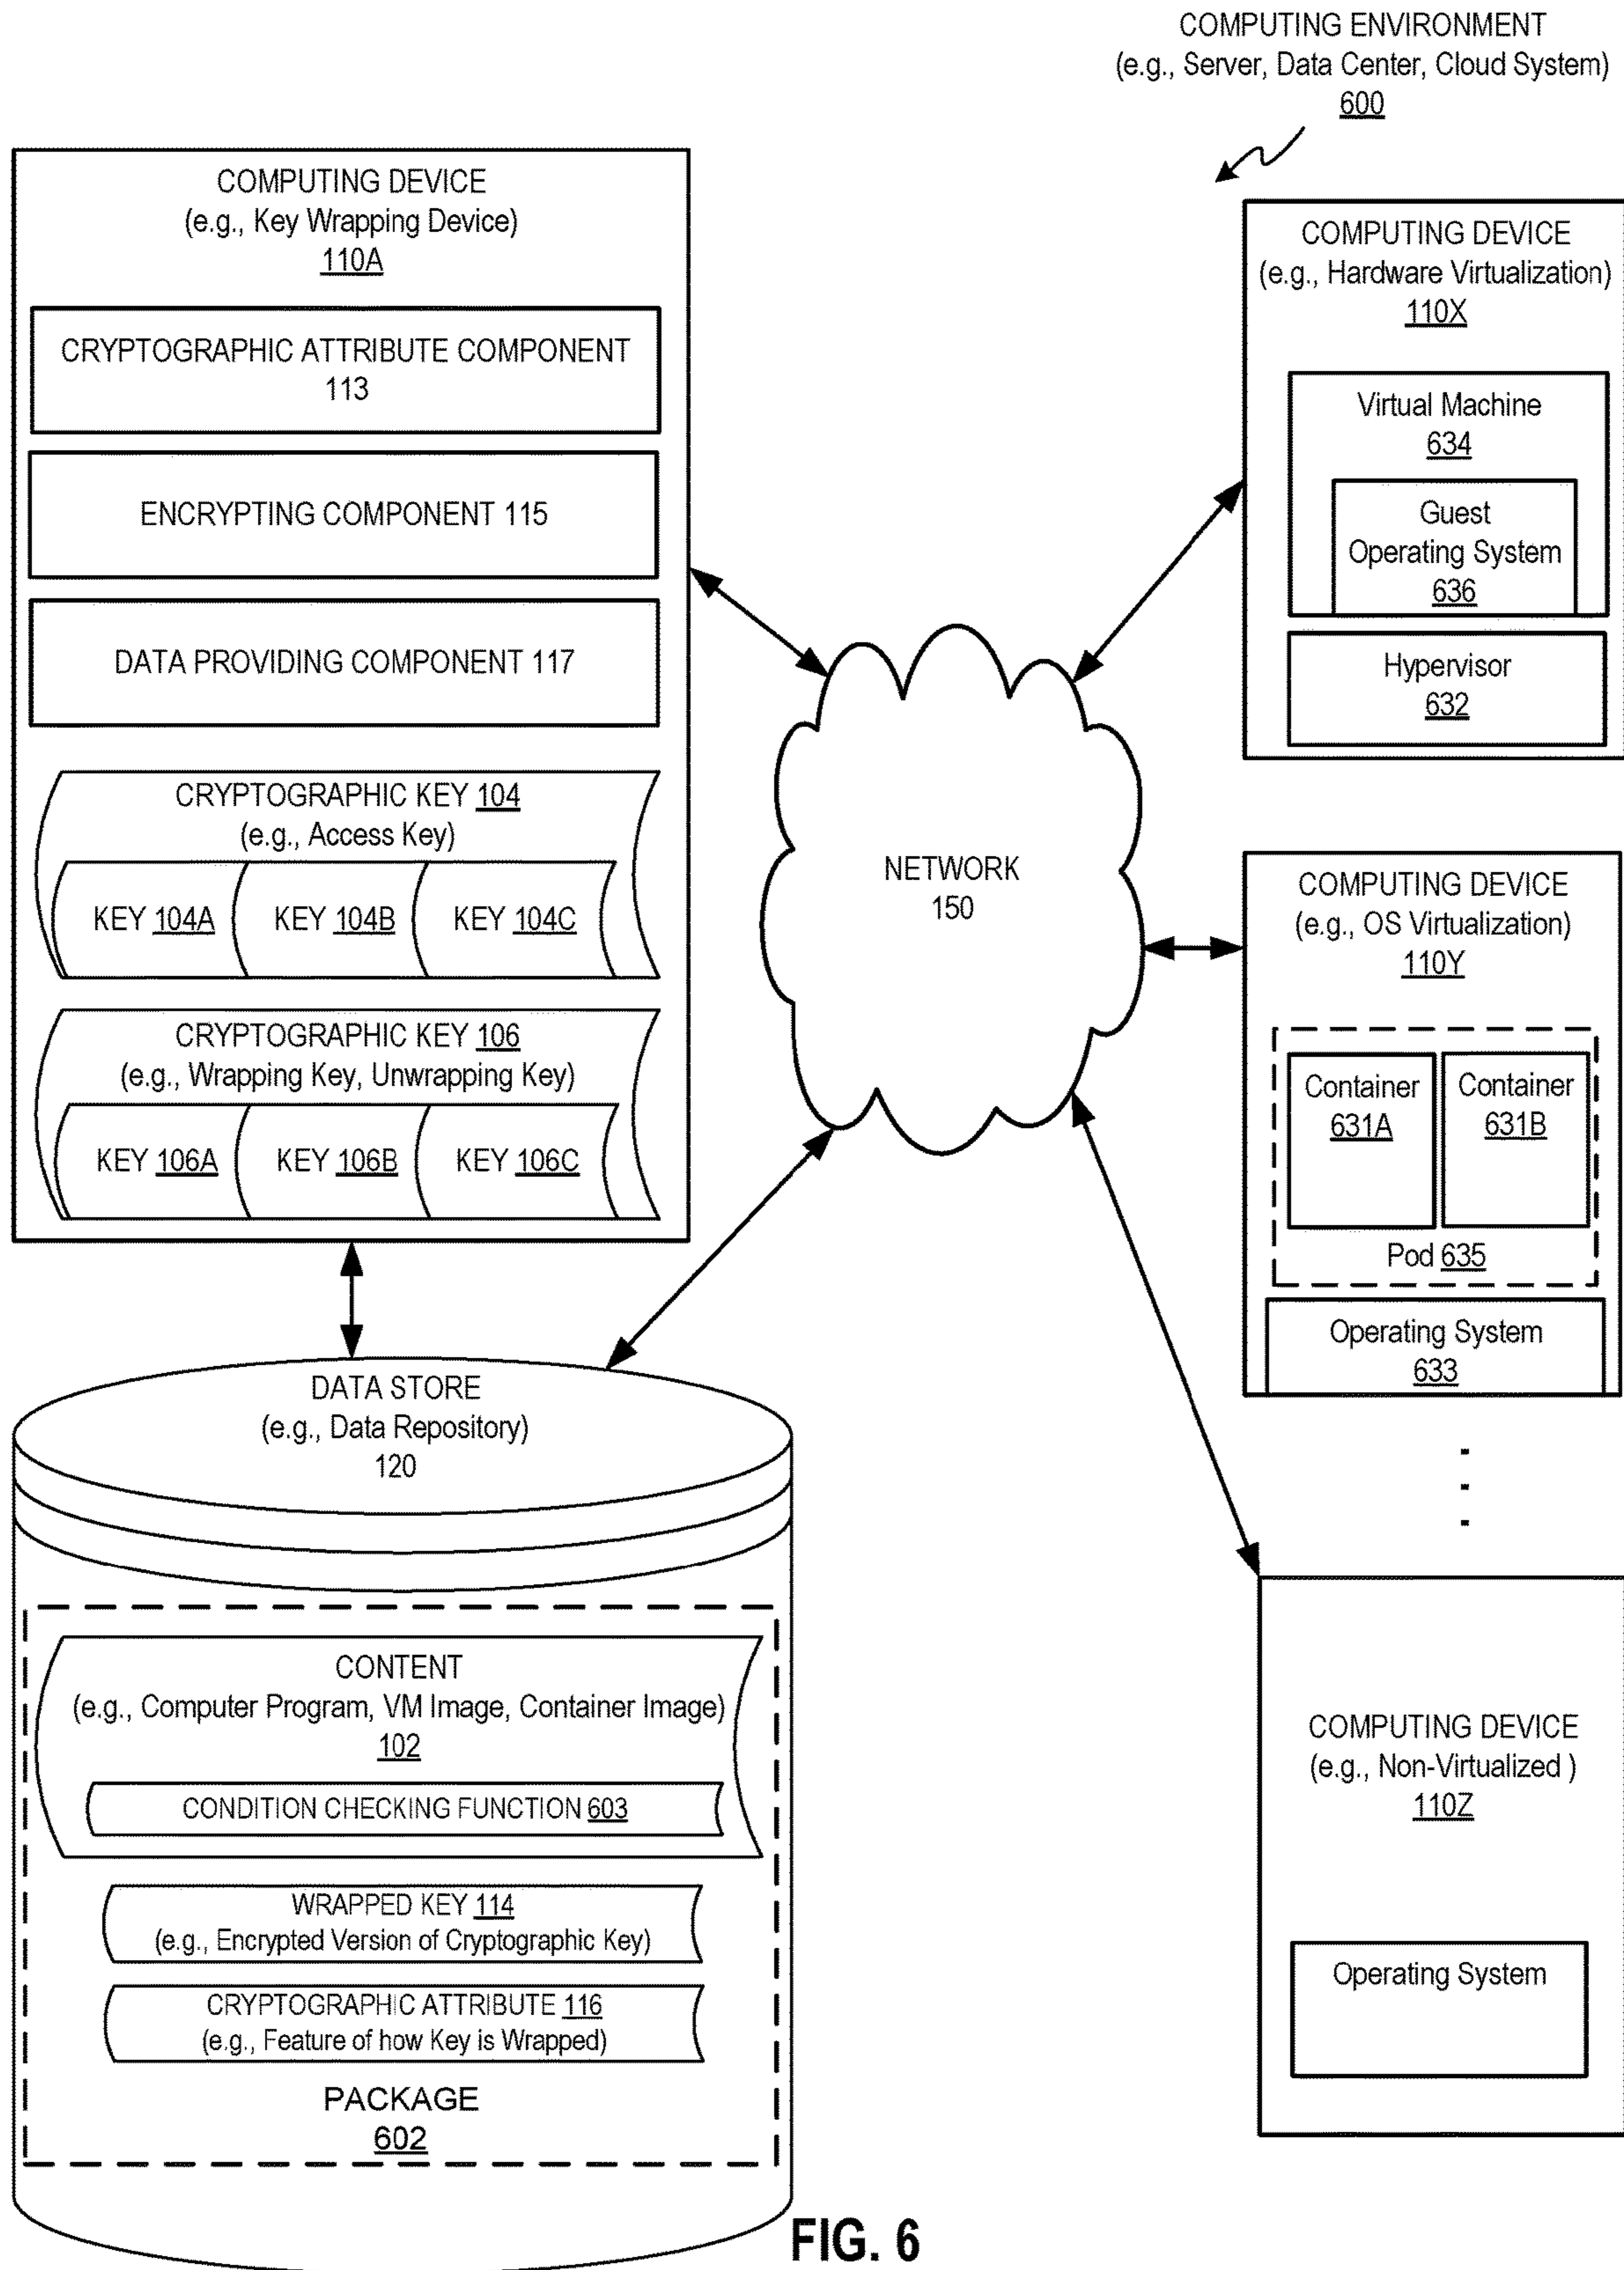 COMPUTING ENVIRONMENT
(e.g., Server, Data Center, Cloud System)
600
COMPUTING DEVICE
(e.g., Key Wrapping Device)
110A
CRYPTOGRAPHIC ATTRIBUTE COMPONENT
113
ENCRYPTING COMPONENT 115
DATA PROVIDING COMPONENT 117
CRYPTOGRAPHIC KEY 104
(e.g., Access Key)
KEY 104A
KEY 104B
KEY 104C
CRYPTOGRAPHIC KEY 106
(e.g., Wrapping Key, Unwrapping Key)
KEY 106A
KEY 106B
KEY 106C
DATA STORE
(e.g., Data Repository)
120
CONTENT
(e.g., Computer Program, VM Image, Container Image)
102
CONDITION CHECKING FUNCTION 603
WRAPPED KEY 114
(e.g., Encrypted Version of Cryptographic Key)
CRYPTOGRAPHIC ATTRIBUTE 116
(e.g., Feature of how Key is Wrapped)
PACKAGE
602
NETWORK
150
COMPUTING DEVICE
(e.g., Hardware Virtualization)
110X
Virtual Machine
634
Guest
Operating System
636
Hypervisor
632
COMPUTING DEVICE
(e.g., OS Virtualization)
110Y
Container
631A
Container
631B
Pod 635
Operating System
633
COMPUTING DEVICE
(e.g., Non-Virtualized )
110Z
Operating System
FIG. 6